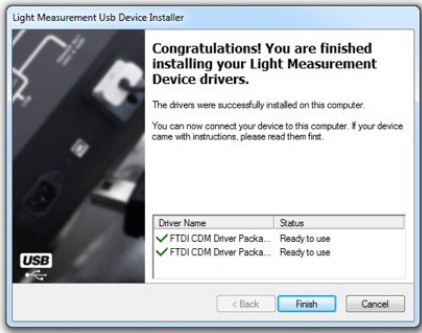 Light Measurement Usb Device Installer
Congratulations! You are finished
installing your Light Measurement
Device drivers.
The drivers were successfully installed on this computer.
You can now connect your device to this computer. If your device
came with instructions, please read them first.
Driver Name Status
FTDI CDM Driver Packa... Ready to use
FTDI CDM Driver Packa... Ready to use
USB
< Back Finish Cancel